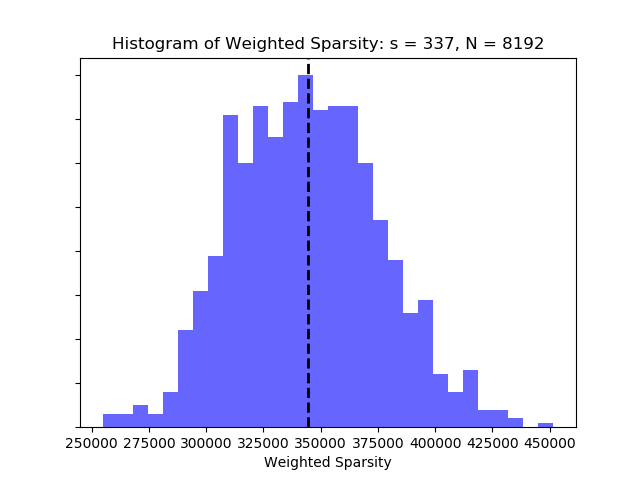 Histogram of Weighted Sparsity: s = 337, N = 8192
250000 275000 300000 325000 350000 375000 400000 425000 450000
Weighted Sparsity